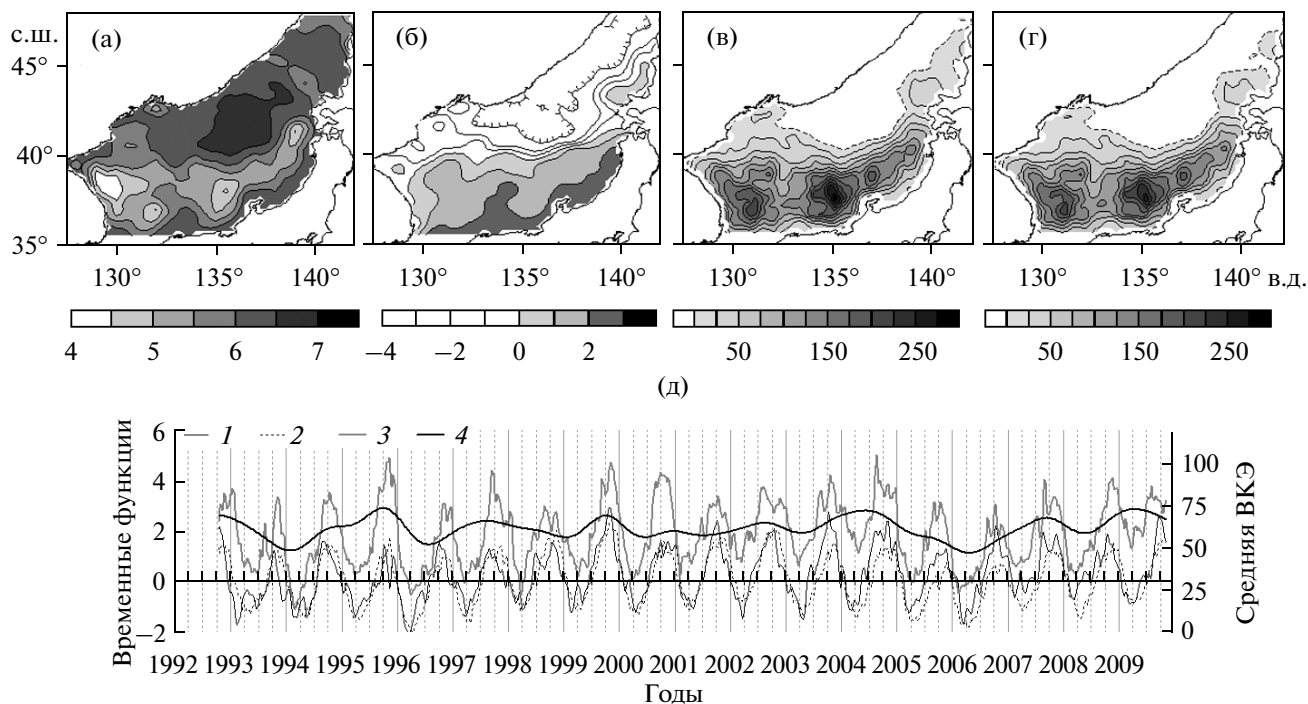 (а) (б) (в) (г)
с.ш.
45°
40°
35°
130° 135° 140° 130° 135° 140° 130° 135° 140° 130° 135° 140° в.д.
4 5 6 7 −4 −2 0 2 50 150 250 50 150 250
(д)
Временные функции
6
4
2
0
−2
1 2 3 4
100
75
50
25
0
Средняя ВКЭ
1992 1993 1994 1995 1996 1997 1998 1999 2000 2001 2002 2003 2004 2005 2006 2007 2008 2009
Годы